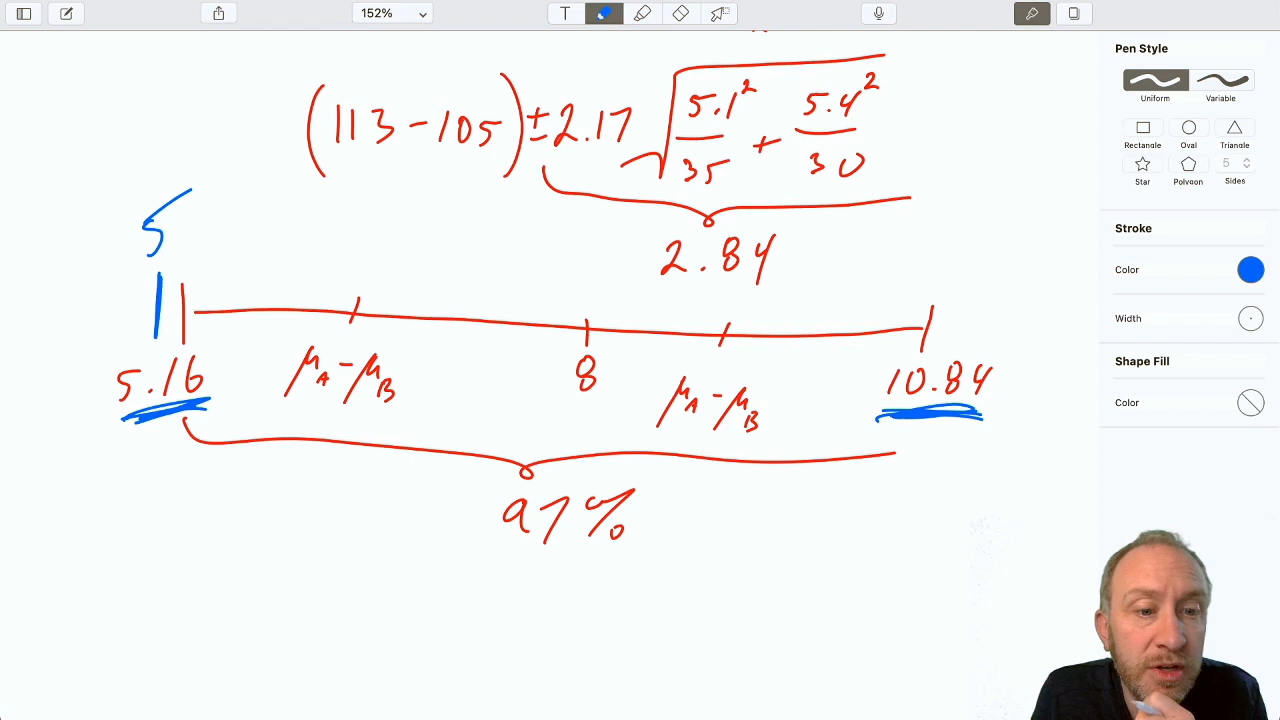 152%
T
Pen Style
Uniform Variable
Rectangle Oval Triangle
Star Polygon Sides
5
Stroke
Color
Width
Shape Fill
Color
(113 - 105) ± 2.17 √(5.1²/35 + 5.4²/30)
2.84
5
5.16 μA - μB 8 μA - μB 10.84
97%